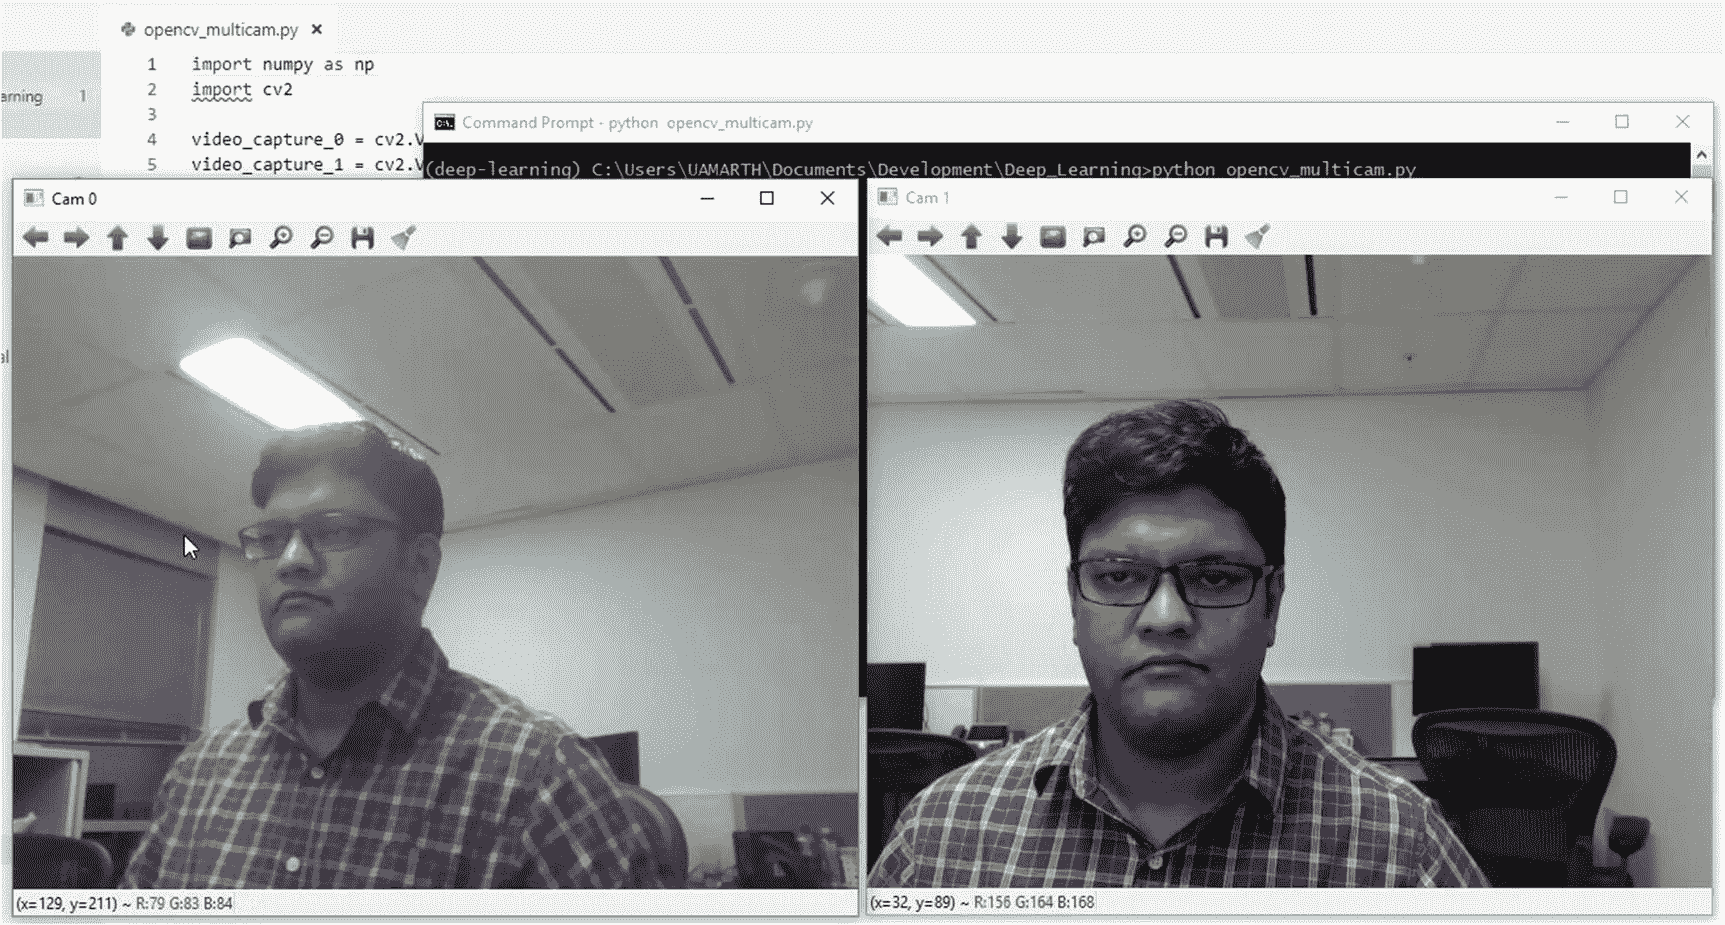 opencv_multicam.py
arning 1
1 import numpy as np
2 import cv2
3
4 video_capture_0 = cv2.V
5 video_capture_1 = cv2.V
Command Prompt - python opencv_multicam.py
(deep-learning) C:\Users\UAMARTH\Documents\Development\Deep_Learning>python opencv_multicam.py
al
Cam 0
(x=129, y=211) ~ R:79 G:83 B:84
Cam 1
(x=32, y=89) ~ R:156 G:164 B:168